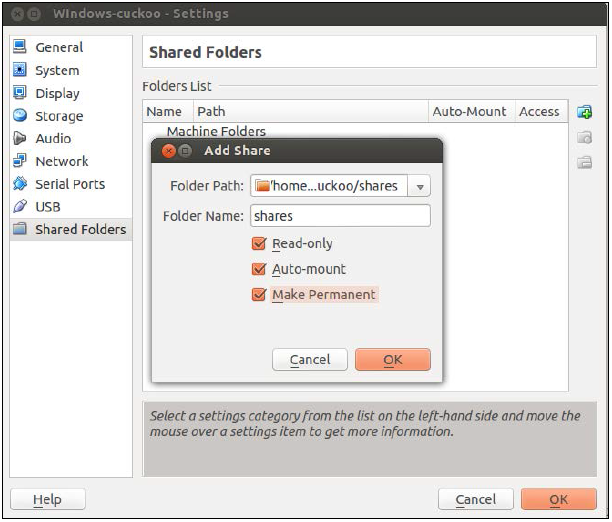 WIndows-cuckoo - Settings
General
System
Display
Storage
Audio
Network
Serial Ports
USB
Shared Folders
Shared Folders
Folders List
Name Path Auto-Mount Access
Machine Folders
Add Share
Folder Path: /home...uckoo/shares
Folder Name: shares
Read-only
Auto-mount
Make Permanent
Cancel OK
Select a settings category from the list on the left-hand side and move the
mouse over a settings item to get more information.
Help Cancel OK